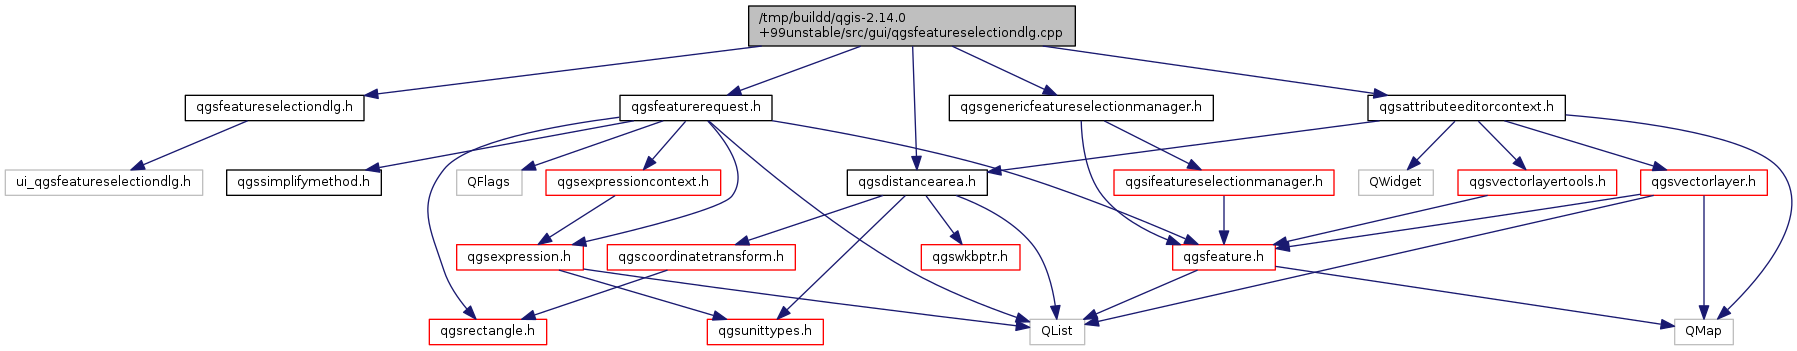 /tmp/buildd/qgis-2.14.0
+99unstable/src/gui/qgsfeatureselectiondlg.cpp
qgsfeatureselectiondlg.h
qgsfeaturerequest.h
qgsgenericfeatureselectionmanager.h
qgsattributeeditorcontext.h
ui_qgsfeatureselectiondlg.h
qgssimplifymethod.h
QFlags
qgsexpressioncontext.h
qgsdistancearea.h
qgsifeatureselectionmanager.h
QWidget
qgsvectorlayertools.h
qgsvectorlayer.h
qgsexpression.h
qgscoordinatetransform.h
qgswkbptr.h
qgsfeature.h
qgsrectangle.h
qgsunittypes.h
QList
QMap